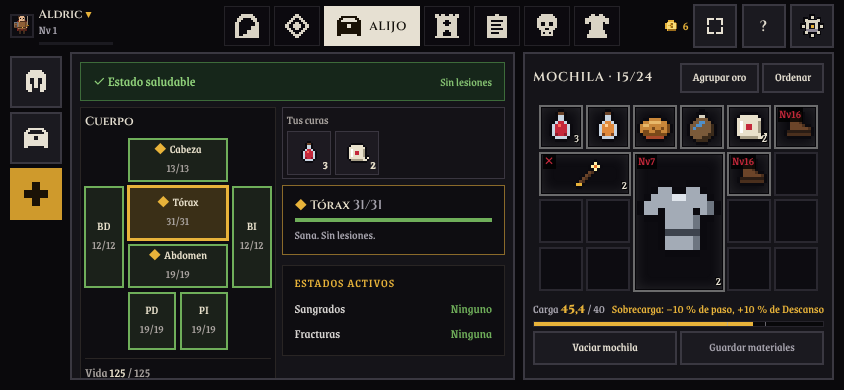 ALDRIC ▼
Nv 1
ALIJO
6
?
✓ Estado saludable
Sin lesiones
CUERPO
Cabeza
13/13
BD
12/12
Tórax
31/31
BI
12/12
Abdomen
19/19
PD
19/19
PI
19/19
Vida 125 / 125
Tus curas
3
2
TÓRAX 31/31
Sana. Sin lesiones.
ESTADOS ACTIVOS
Sangrados
Ninguno
Fracturas
Ninguna
MOCHILA · 15/24
Agrupar oro
Ordenar
3
2
Nv16
×
2
Nv7
2
Nv16
Carga 45,4 / 40
Sobrecarga: −10 % de paso, +10 % de Descanso
Vaciar mochila
Guardar materiales